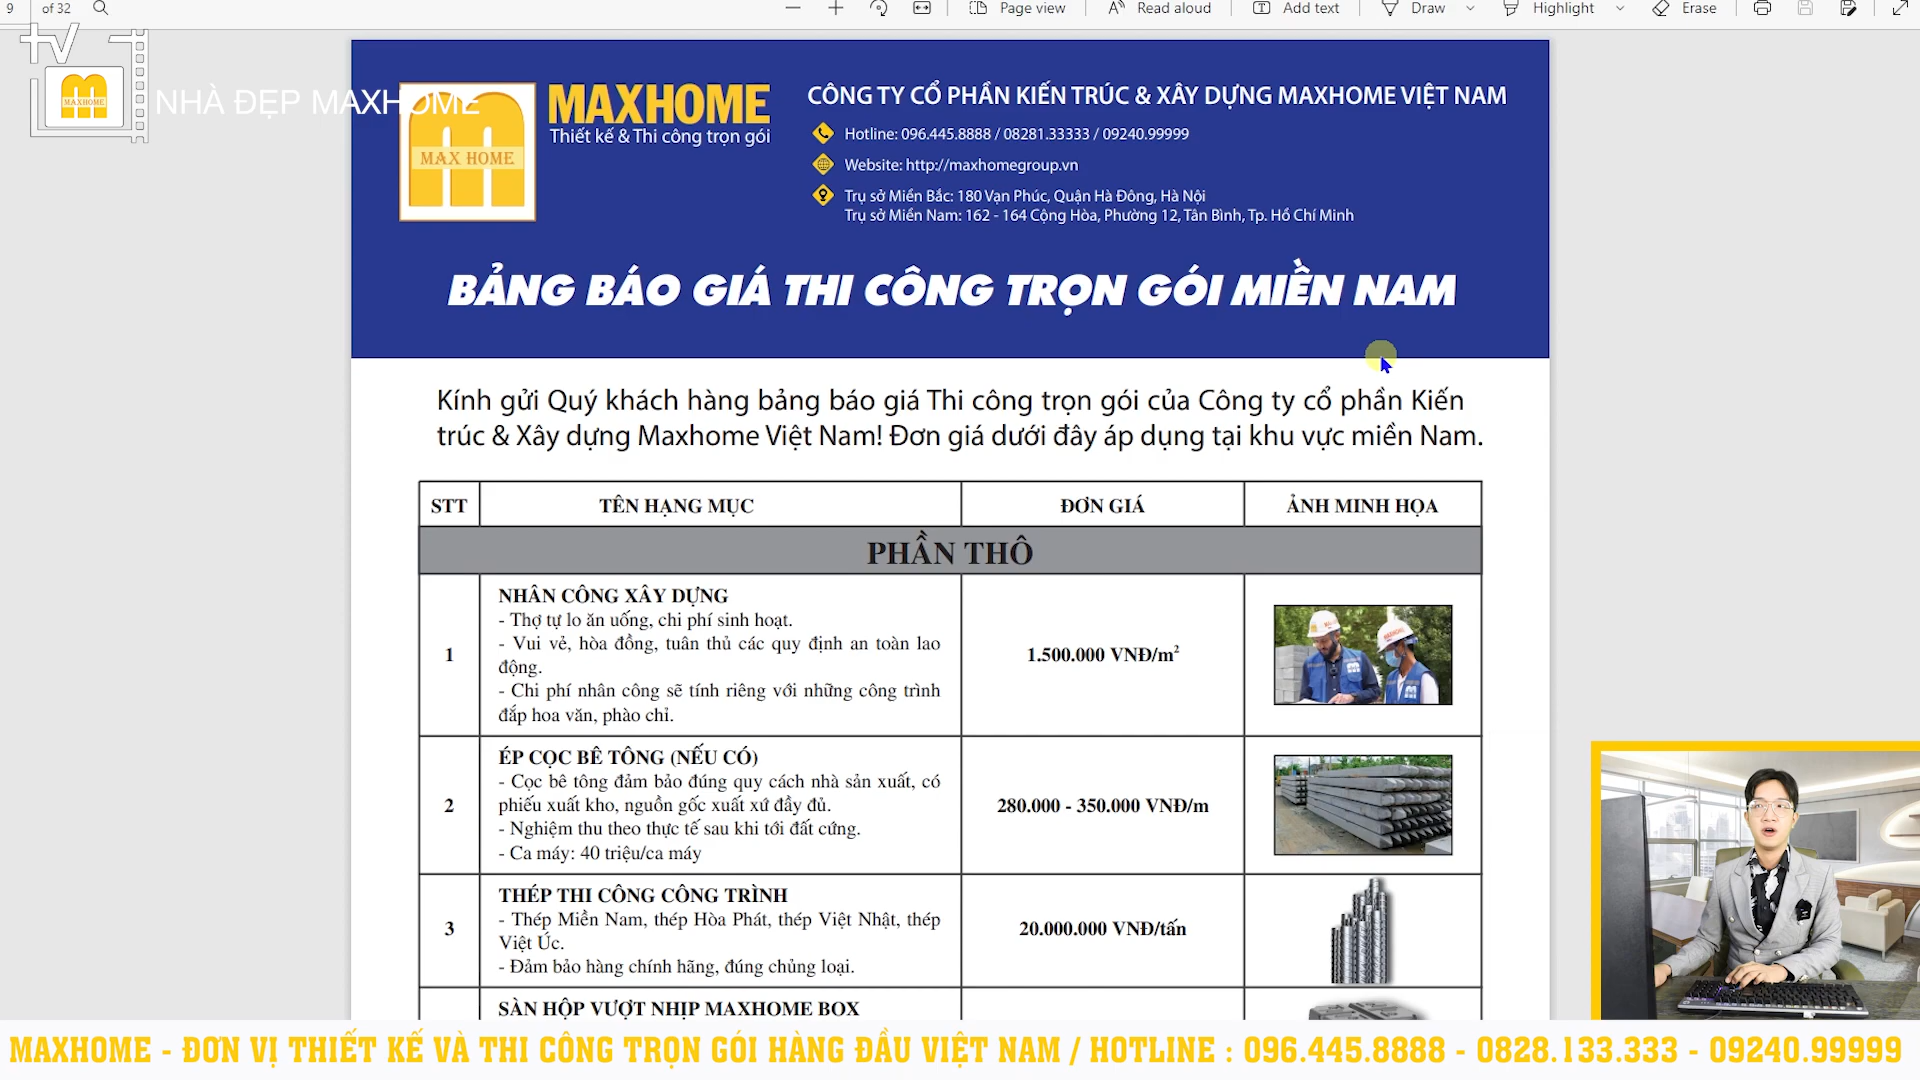 9 of 32 Page view Read aloud Add text Draw Highlight Erase
tv
MAXHOME
NHÀ ĐẸP MAXHOME
MAX HOME
MAXHOME
Thiết kế & Thi công trọn gói
CÔNG TY CỔ PHẦN KIẾN TRÚC & XÂY DỰNG MAXHOME VIỆT NAM
Hotline: 096.445.8888 / 08281.33333 / 09240.99999
Website: http://maxhomegroup.vn
Trụ sở Miền Bắc: 180 Vạn Phúc, Quận Hà Đông, Hà Nội
Trụ sở Miền Nam: 162 - 164 Cộng Hòa, Phường 12, Tân Bình, Tp. Hồ Chí Minh
BẢNG BÁO GIÁ THI CÔNG TRỌN GÓI MIỀN NAM
Kính gửi Quý khách hàng bảng báo giá Thi công trọn gói của Công ty cổ phần Kiến
trúc & Xây dựng Maxhome Việt Nam! Đơn giá dưới đây áp dụng tại khu vực miền Nam.
STT TÊN HẠNG MỤC ĐƠN GIÁ ẢNH MINH HỌA
PHẦN THÔ
1
NHÂN CÔNG XÂY DỰNG
- Thợ tự lo ăn uống, chi phí sinh hoạt.
- Vui vẻ, hòa đồng, tuân thủ các quy định an toàn lao
động.
- Chi phí nhân công sẽ tính riêng với những công trình
đắp hoa văn, phào chỉ.
1.500.000 VNĐ/m²
MAXHOME
MAXHOME
2
ÉP CỌC BÊ TÔNG (NẾU CÓ)
- Cọc bê tông đảm bảo đúng quy cách nhà sản xuất, có
phiếu xuất kho, nguồn gốc xuất xứ đầy đủ.
- Nghiệm thu theo thực tế sau khi tới đất cứng.
- Ca máy: 40 triệu/ca máy
280.000 - 350.000 VNĐ/m
3
THÉP THI CÔNG CÔNG TRÌNH
- Thép Miền Nam, thép Hòa Phát, thép Việt Nhật, thép
Việt Úc.
- Đảm bảo hàng chính hãng, đúng chủng loại.
20.000.000 VNĐ/tấn
SÀN HỘP VƯỢT NHỊP MAXHOME BOX
MAXHOME - ĐƠN VỊ THIẾT KẾ VÀ THI CÔNG TRỌN GÓI HÀNG ĐẦU VIỆT NAM / HOTLINE : 096.445.8888 - 0828.133.333 - 09240.99999